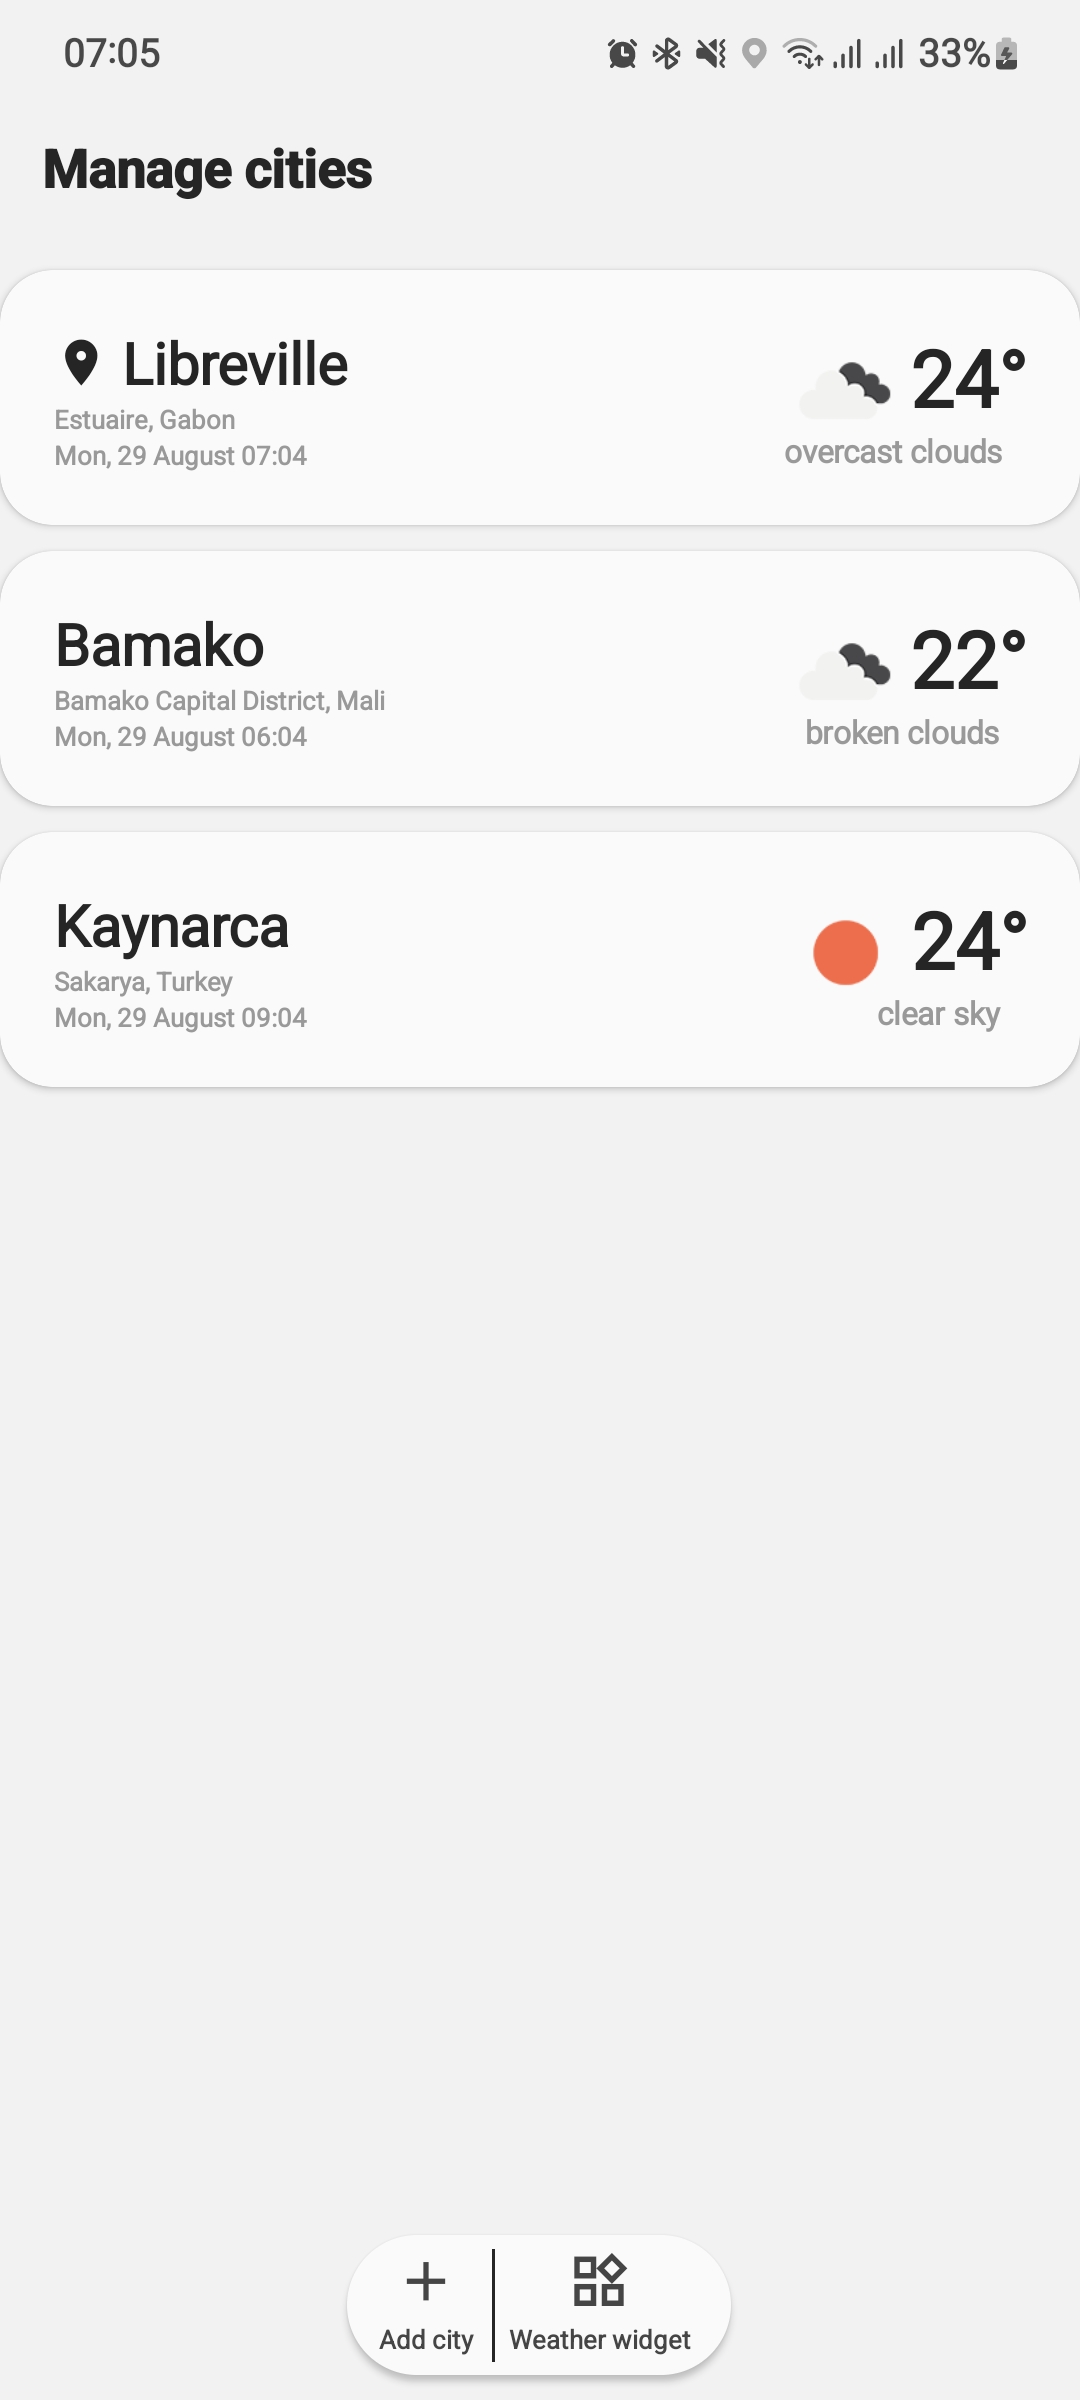 07:05
33%
Manage cities
Libreville
Estuaire, Gabon
Mon, 29 August 07:04
24°
overcast clouds
Bamako
Bamako Capital District, Mali
Mon, 29 August 06:04
22°
broken clouds
Kaynarca
Sakarya, Turkey
Mon, 29 August 09:04
24°
clear sky
Add city
Weather widget